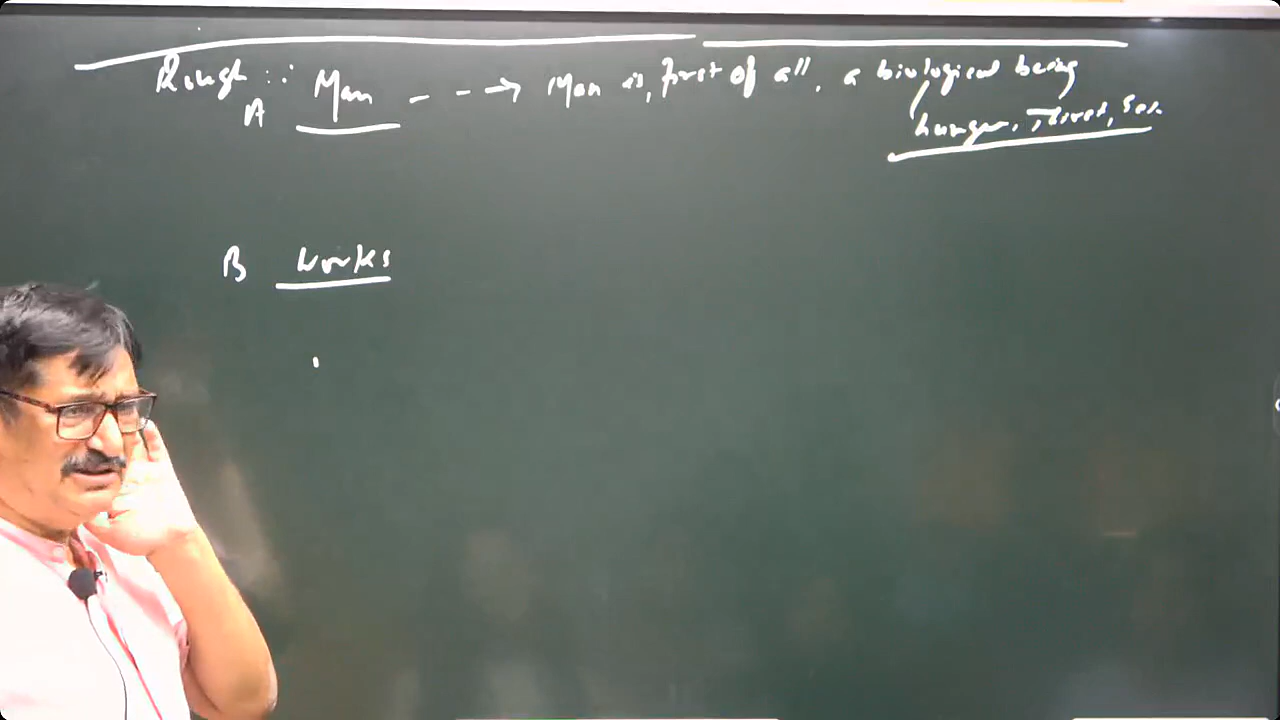 Rough :: Man - - → Man is, first of all, a biological being
A hunger, Thirst, Sex.
B Works